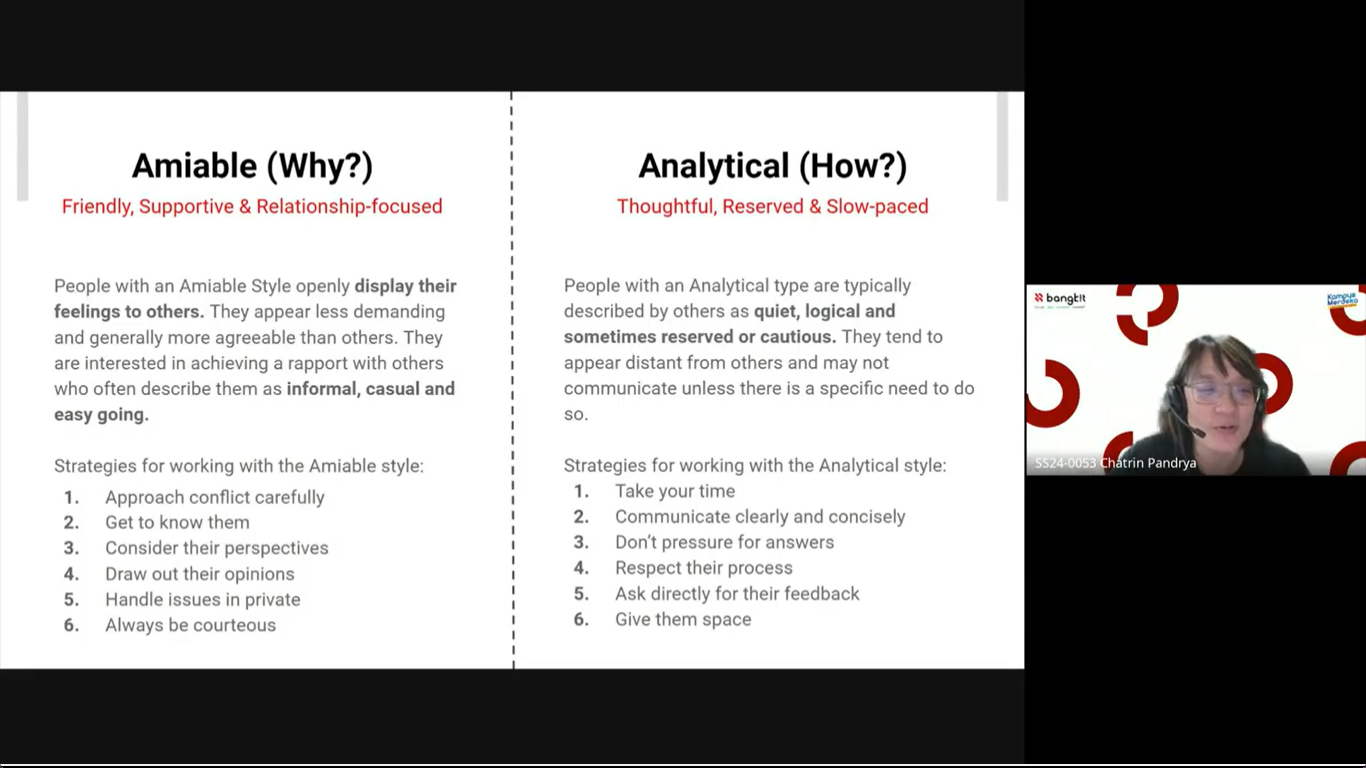 Amiable (Why?)
Friendly, Supportive & Relationship-focused
People with an Amiable Style openly display their
feelings to others. They appear less demanding
and generally more agreeable than others. They
are interested in achieving a rapport with others
who often describe them as informal, casual and
easy going.
Strategies for working with the Amiable style:
1. Approach conflict carefully
2. Get to know them
3. Consider their perspectives
4. Draw out their opinions
5. Handle issues in private
6. Always be courteous
Analytical (How?)
Thoughtful, Reserved & Slow-paced
People with an Analytical type are typically
described by others as quiet, logical and
sometimes reserved or cautious. They tend to
appear distant from others and may not
communicate unless there is a specific need to do
so.
Strategies for working with the Analytical style:
1. Take your time
2. Communicate clearly and concisely
3. Don't pressure for answers
4. Respect their process
5. Ask directly for their feedback
6. Give them space
bangk!t
Kampus
Merdeka
SS24-0053 Chatrin Pandrya